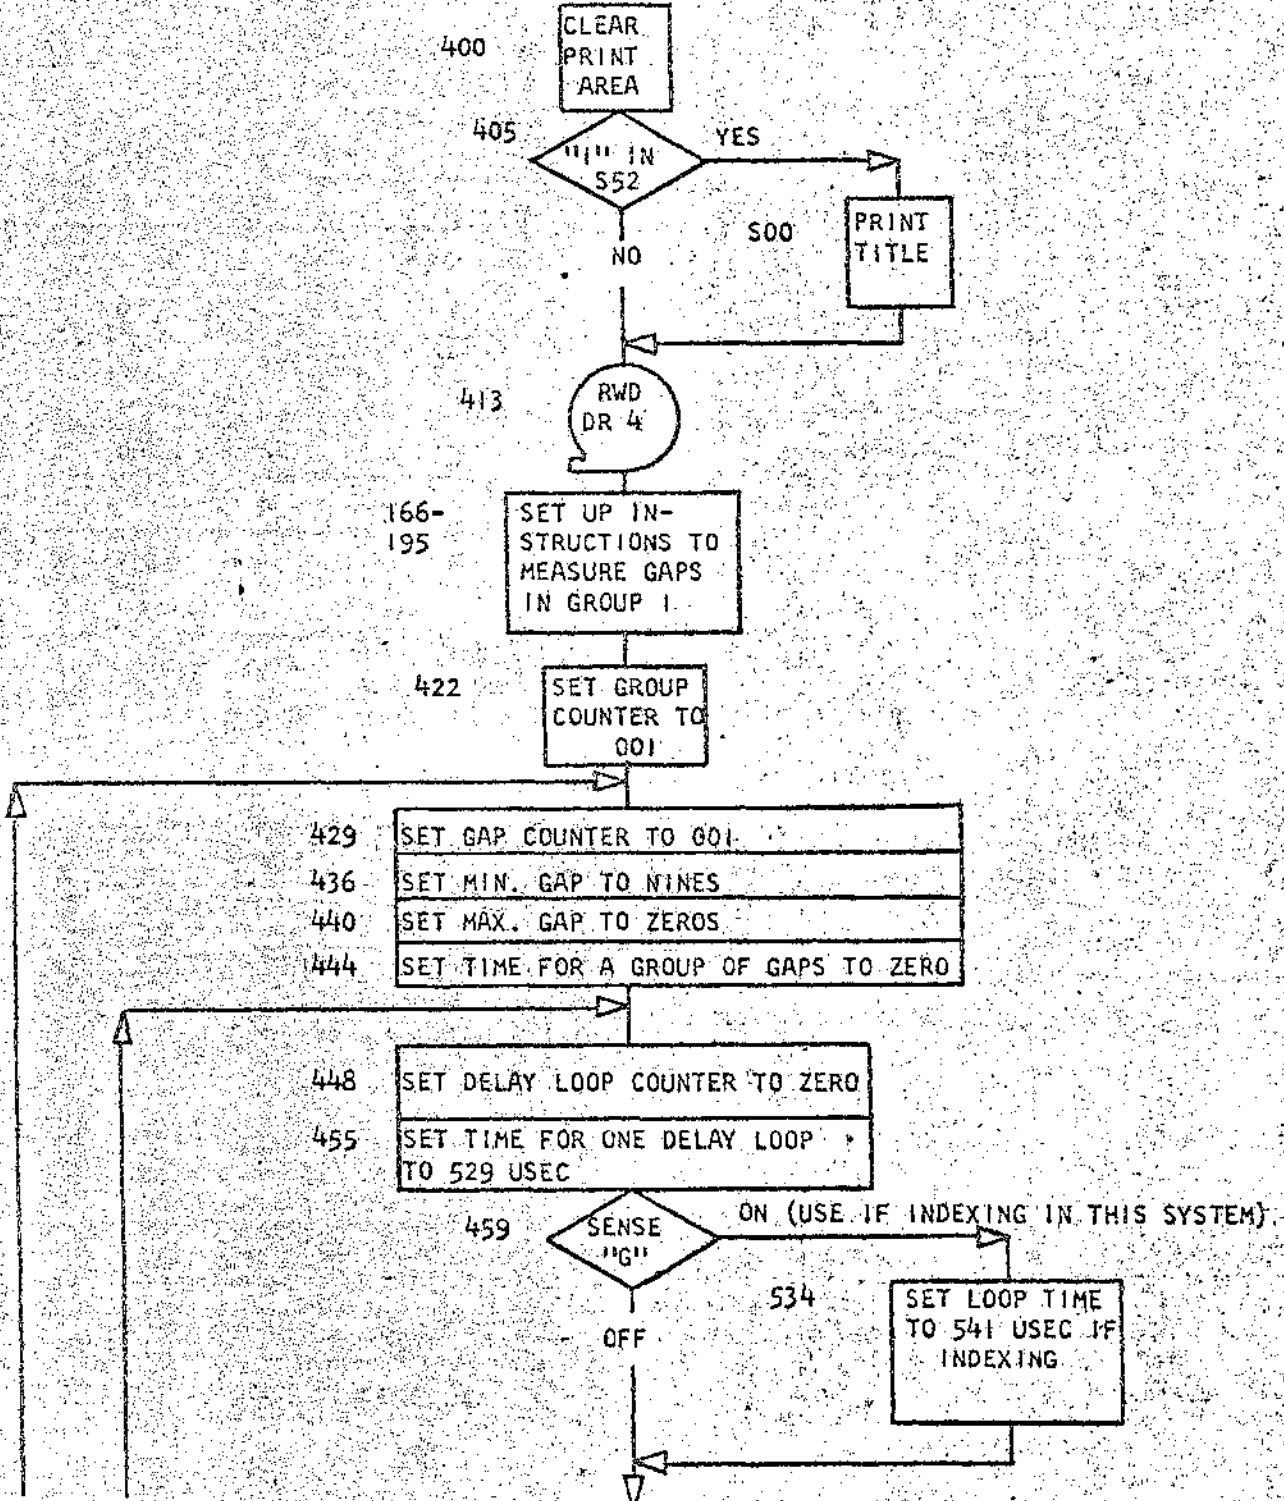 400
CLEAR
PRINT
AREA
405
"1" IN
S52
YES
NO
S00
PRINT
TITLE
413
RWD
DR 4
166-
195
SET UP IN-
STRUCTIONS TO
MEASURE GAPS
IN GROUP 1
422
SET GROUP
COUNTER TO
001
429 SET GAP COUNTER TO 001
436 SET MIN. GAP TO NINES
440 SET MAX. GAP TO ZEROS
444 SET TIME FOR A GROUP OF GAPS TO ZERO
448 SET DELAY LOOP COUNTER TO ZERO
455 SET TIME FOR ONE DELAY LOOP
TO 529 USEC
459
SENSE
"G"
ON (USE IF INDEXING IN THIS SYSTEM)
OFF
534
SET LOOP TIME
TO 541 USEC IF
INDEXING